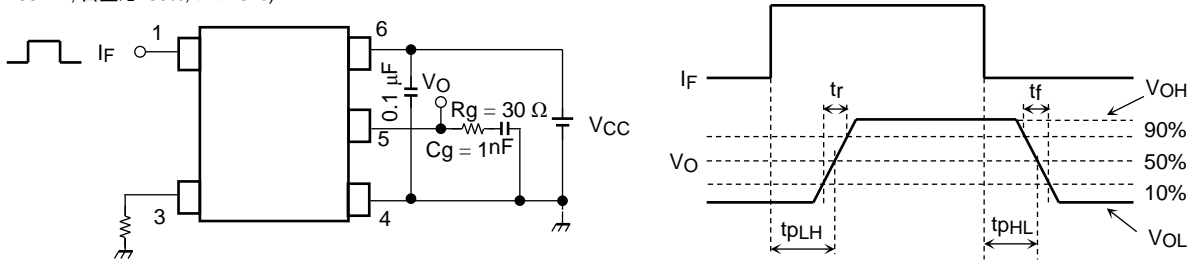 1
IF
6
0.1 μF
VO
Rg = 30 Ω
Cg = 1nF
5
VCC
3
4
IF
tr
tf
VOH
90%
VO
50%
10%
tpLH
tpHL
VOL